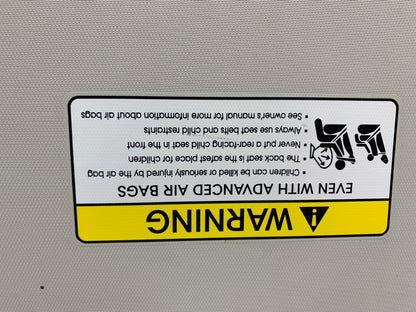 WARNING
EVEN WITH ADVANCED AIR BAGS
• Children can be killed or seriously injured by the air bag
• The back seat is the safest place for children
• Never put a rear-facing child seat in the front
• Always use seat belts and child restraints
• See owner's manual for more information about air bags